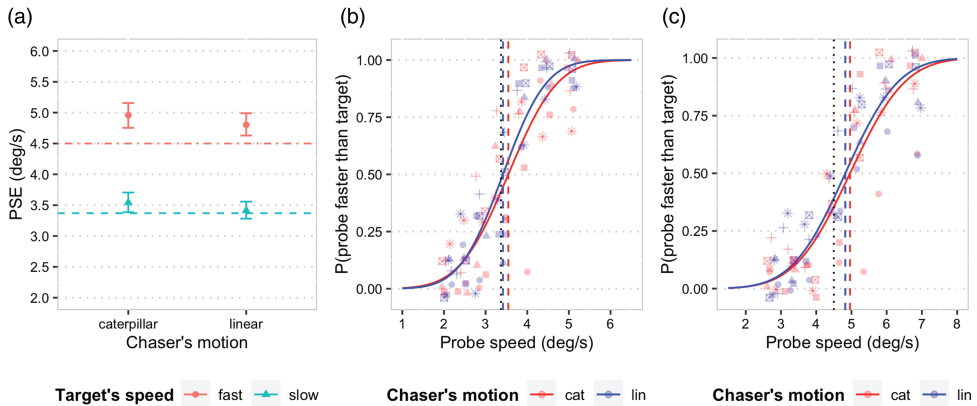 (a)
PSE (deg/s)
6.0
5.5
5.0
4.5
4.0
3.5
3.0
2.5
2.0
caterpillar linear
Chaser's motion
Target's speed fast slow
(b)
P(probe faster than target)
1.00
0.75
0.50
0.25
0.00
1 2 3 4 5 6
Probe speed (deg/s)
Chaser's motion cat lin
(c)
P(probe faster than target)
1.00
0.75
0.50
0.25
0.00
2 3 4 5 6 7 8
Probe speed (deg/s)
Chaser's motion cat lin